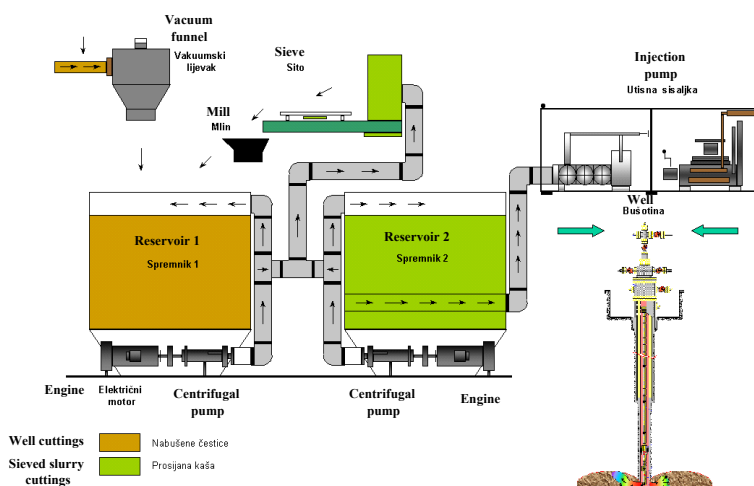 Vacuum
funnel
Vakuumski
lijevak
Sieve
Sito
Injection
pump
Utisna sisaljka
Mill
Mlin
Well
Bušotina
Reservoir 1
Spremnik 1
Reservoir 2
Spremnik 2
Engine
Električni
motor
Centrifugal
pump
Centrifugal
pump
Engine
Well cuttings
Nabušene čestice
Sieved slurry
cuttings
Prosijana kaša